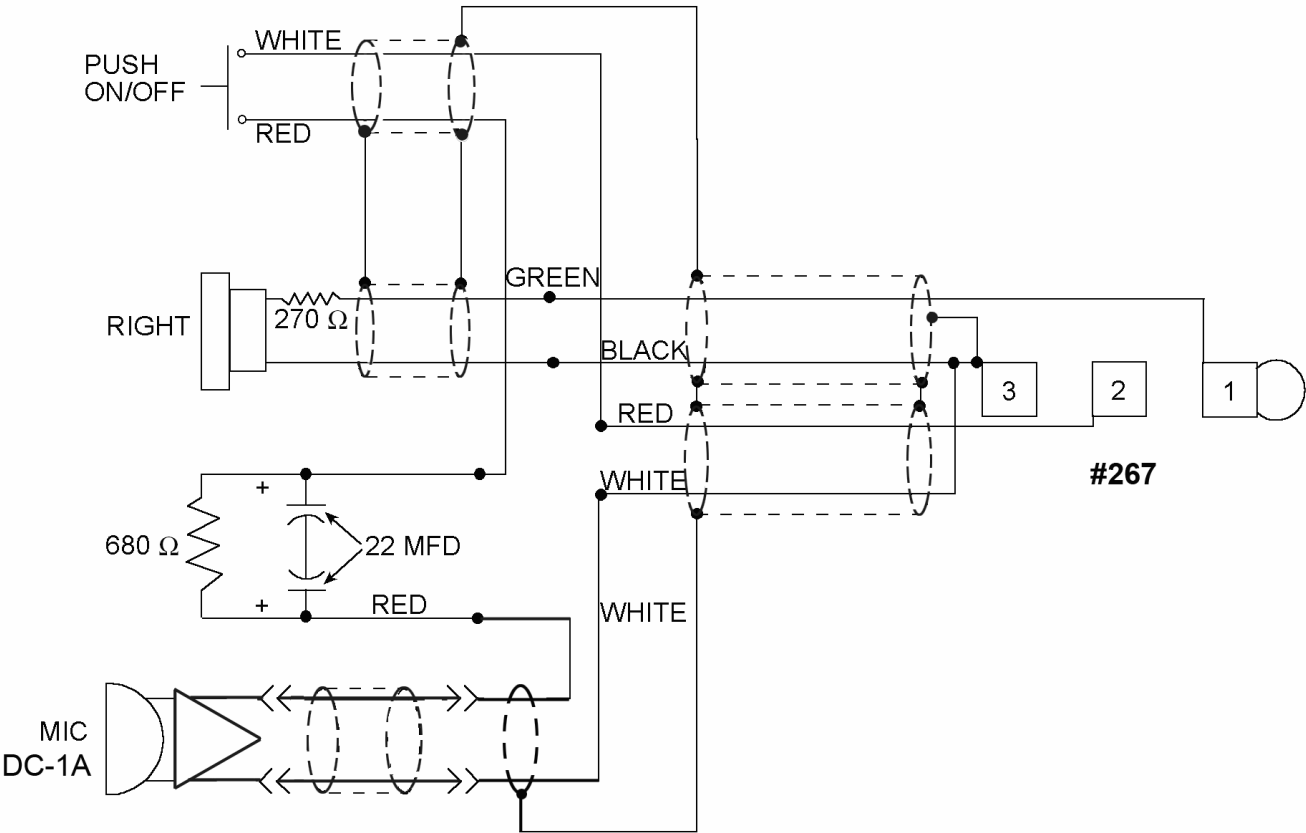 WHITE
PUSH
ON/OFF
RED
GREEN
RIGHT
270 Ω
BLACK
3
2
1
RED
#267
WHITE
+
680 Ω
22 MFD
+
RED
WHITE
MIC
DC-1A